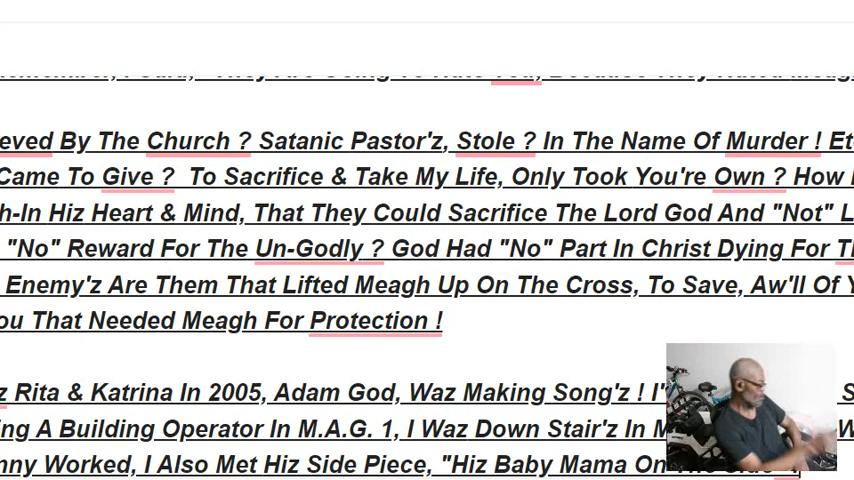 eved By The Church ? Satanic Pastor'z, Stole ? In The Name Of Murder ! Et
Came To Give ?  To Sacrifice & Take My Life, Only Took You're Own ? How
h-In Hiz Heart & Mind, That They Could Sacrifice The Lord God And "Not" L
"No" Reward For The Un-Godly ? God Had "No" Part In Christ Dying For T
Enemy'z Are Them That Lifted Meagh Up On The Cross, To Save, Aw'll Of Y
ou That Needed Meagh For Protection !
z Rita & Katrina In 2005, Adam God, Waz Making Song'z ! I' S
ng A Building Operator In M.A.G. 1, I Waz Down Stair'z In M W
nny Worked, I Also Met Hiz Side Piece, "Hiz Baby Mama On